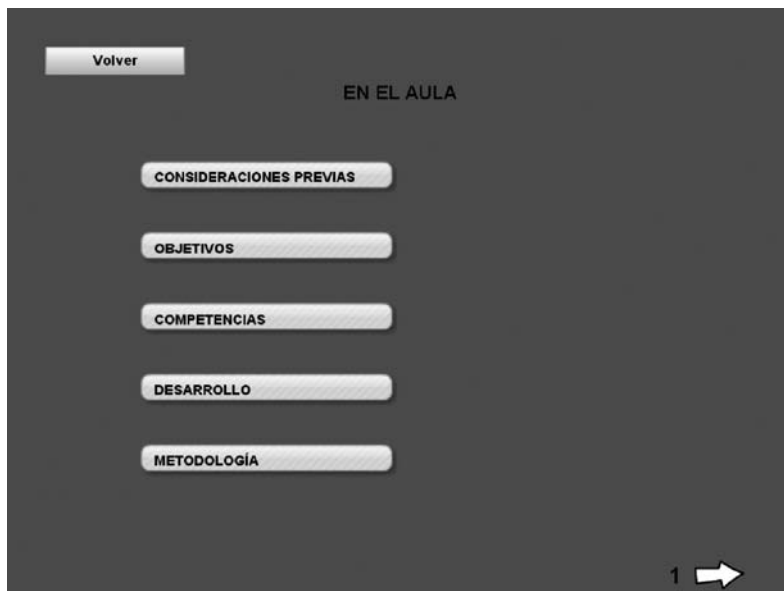 Volver
EN EL AULA
CONSIDERACIONES PREVIAS
OBJETIVOS
COMPETENCIAS
DESARROLLO
METODOLOGÍA
1